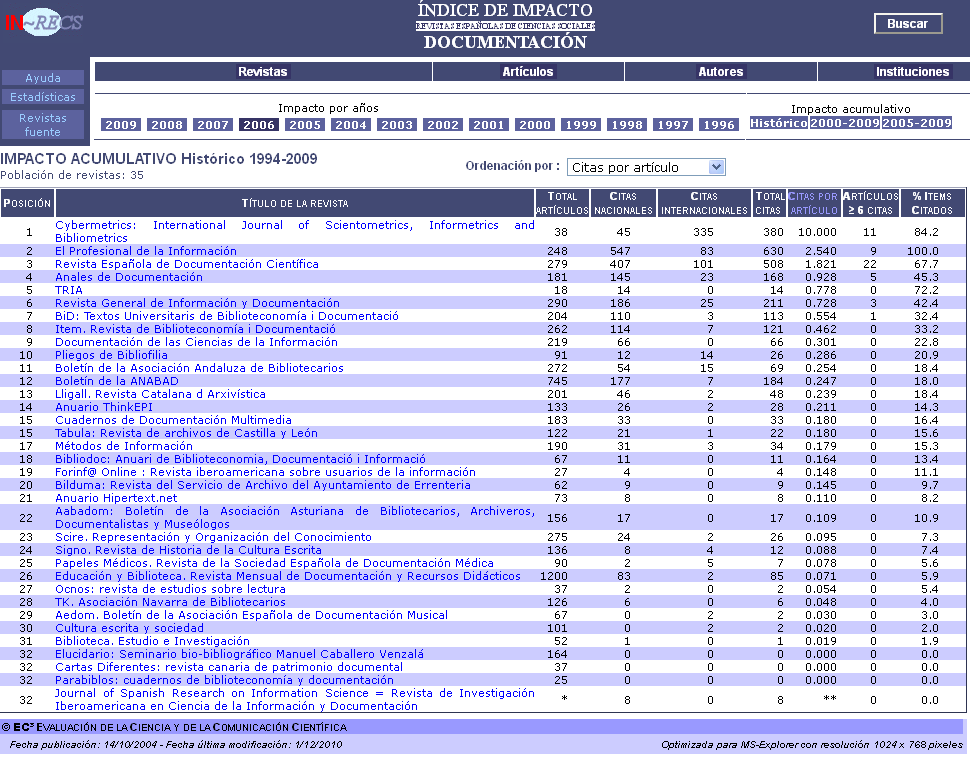 IN~RECS
ÍNDICE DE IMPACTO
REVISTAS ESPAÑOLAS DE CIENCIAS SOCIALES
DOCUMENTACIÓN
Buscar
Ayuda
Estadísticas
Revistas
fuente
Revistas Artículos Autores Instituciones
Impacto por años
2009 2008 2007 2006 2005 2004 2003 2002 2001 2000 1999 1998 1997 1996
Impacto acumulativo
Histórico 2000-2009 2005-2009
IMPACTO ACUMULATIVO Histórico 1994-2009
Población de revistas: 35
Ordenación por : Citas por artículo
POSICIÓN TÍTULO DE LA REVISTA TOTAL ARTÍCULOS CITAS NACIONALES CITAS INTERNACIONALES TOTAL CITAS CITAS POR ARTÍCULO ARTÍCULOS ≥ 6 CITAS % ITEMS CITADOS
1 Cybermetrics: International Journal of Scientometrics, Informetrics and
Bibliometrics 38 45 335 380 10.000 11 84.2
2 El Profesional de la Información 248 547 83 630 2.540 9 100.0
3 Revista Española de Documentación Científica 279 407 101 508 1.821 22 67.7
4 Anales de Documentación 181 145 23 168 0.928 5 45.3
5 TRIA 18 14 0 14 0.778 0 72.2
6 Revista General de Información y Documentación 290 186 25 211 0.728 3 42.4
7 BiD: Textos Universitaris de Biblioteconomía i Documentació 204 110 3 113 0.554 1 32.4
8 Item. Revista de Biblioteconomia i Documentació 262 114 7 121 0.462 0 33.2
9 Documentación de las Ciencias de la Información 219 66 0 66 0.301 0 22.8
10 Pliegos de Bibliofilia 91 12 14 26 0.286 0 20.9
11 Boletín de la Asociación Andaluza de Bibliotecarios 272 54 15 69 0.254 0 18.4
12 Boletín de la ANABAD 745 177 7 184 0.247 0 18.0
13 Lligall. Revista Catalana d Arxivística 201 46 2 48 0.239 0 18.4
14 Anuario ThinkEPI 133 26 2 28 0.211 0 14.3
15 Cuadernos de Documentación Multimedia 183 33 0 33 0.180 0 16.4
15 Tabula: Revista de archivos de Castilla y León 122 21 1 22 0.180 0 15.6
17 Métodos de Información 190 31 3 34 0.179 0 15.3
18 Bibliodoc: Anuari de Biblioteconomia, Documentació i Informació 67 11 0 11 0.164 0 13.4
19 Forinf@ Online : Revista iberoamericana sobre usuarios de la información 27 4 0 4 0.148 0 11.1
20 Bilduma: Revista del Servicio de Archivo del Ayuntamiento de Errenteria 62 9 0 9 0.145 0 9.7
21 Anuario Hipertext.net 73 8 0 8 0.110 0 8.2
22 Aabadom: Boletín de la Asociación Asturiana de Bibliotecarios, Archiveros,
Documentalistas y Museólogos 156 17 0 17 0.109 0 10.9
23 Scire. Representación y Organización del Conocimiento 275 24 2 26 0.095 0 7.3
24 Signo. Revista de Historia de la Cultura Escrita 136 8 4 12 0.088 0 7.4
25 Papeles Médicos. Revista de la Sociedad Española de Documentación Médica 90 2 5 7 0.078 0 5.6
26 Educación y Biblioteca. Revista Mensual de Documentación y Recursos Didácticos 1200 83 2 85 0.071 0 5.9
27 Ocnos: revista de estudios sobre lectura 37 2 0 2 0.054 0 5.4
28 TK. Asociación Navarra de Bibliotecarios 126 6 0 6 0.048 0 4.0
29 Aedom. Boletín de la Asociación Española de Documentación Musical 67 0 2 2 0.030 0 3.0
30 Cultura escrita y sociedad 101 0 2 2 0.020 0 2.0
31 Biblioteca. Estudio e Investigación 52 1 0 1 0.019 0 1.9
32 Elucidario: Seminario bio-bibliográfico Manuel Caballero Venzalá 164 0 0 0 0.000 0 0.0
32 Cartas Diferentes: revista canaria de patrimonio documental 37 0 0 0 0.000 0 0.0
32 Parabiblos: cuadernos de biblioteconomía y documentación 25 0 0 0 0.000 0 0.0
32 Journal of Spanish Research on Information Science = Revista de Investigación
Iberoamericana en Ciencia de la Información y Documentación * 8 0 8 ** 0 0.0
© EC³ EVALUACIÓN DE LA CIENCIA Y DE LA COMUNICACIÓN CIENTÍFICA
Fecha publicación: 14/10/2004 - Fecha última modificación: 1/12/2010 Optimizada para MS-Explorer con resolución 1024 x 768 pixeles